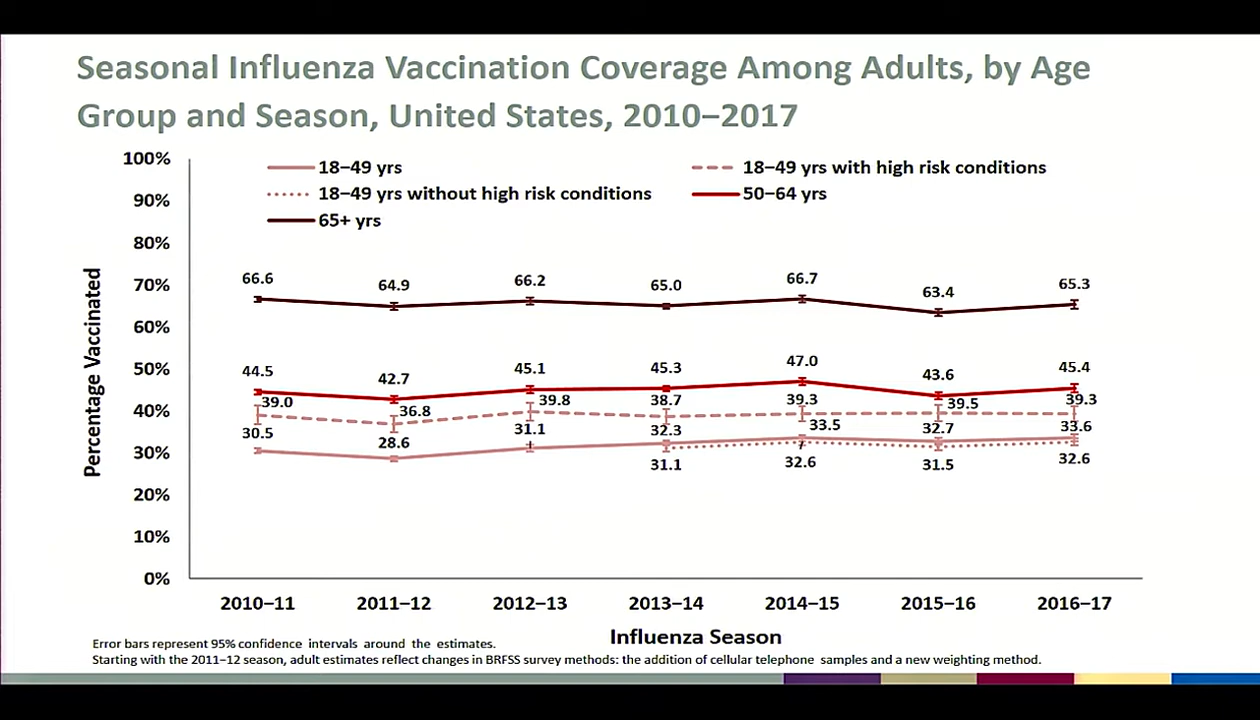 Seasonal Influenza Vaccination Coverage Among Adults, by Age
Group and Season, United States, 2010–2017
18–49 yrs
18–49 yrs with high risk conditions
18–49 yrs without high risk conditions
50–64 yrs
65+ yrs
Percentage Vaccinated
100%
90%
80%
70%
60%
50%
40%
30%
20%
10%
0%
66.6 64.9 66.2 65.0 66.7 63.4 65.3
44.5 42.7 45.1 45.3 47.0 43.6 45.4
39.0 36.8 39.8 38.7 39.3 39.5 39.3
30.5 28.6 31.1 32.3 33.5 32.7 33.6
31.1 32.6 31.5 32.6
2010–11 2011–12 2012–13 2013–14 2014–15 2015–16 2016–17
Influenza Season
Error bars represent 95% confidence intervals around the estimates.
Starting with the 2011–12 season, adult estimates reflect changes in BRFSS survey methods: the addition of cellular telephone samples and a new weighting method.